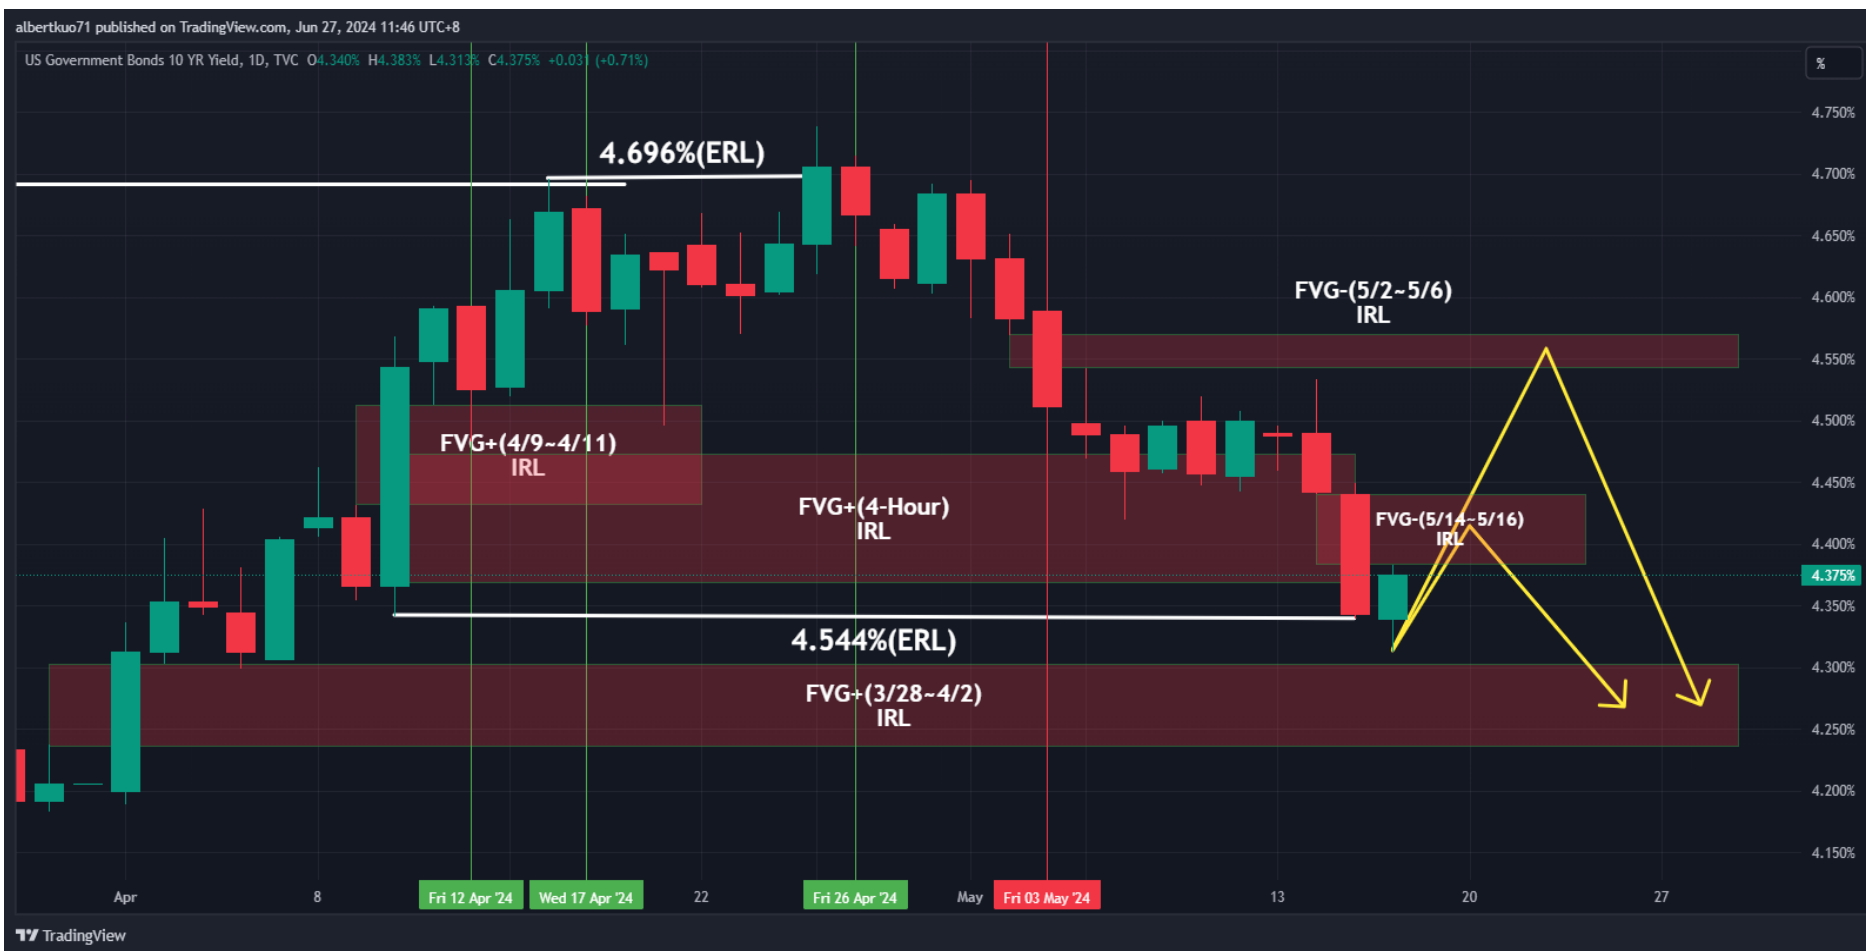 albertkuo71 published on TradingView.com, Jun 27, 2024 11:46 UTC+8
US Government Bonds 10 YR Yield, 1D, TVC O4.340% H4.383% L4.313% C4.375% +0.031 (+0.71%)
%
4.750%
4.696%(ERL)
4.700%
4.650%
FVG-(5/2~5/6)
IRL
4.600%
4.550%
4.500%
FVG+(4/9~4/11)
IRL
4.450%
FVG+(4-Hour)
IRL
FVG-(5/14~5/16)
IRL
4.400%
4.375%
4.350%
4.544%(ERL)
4.300%
FVG+(3/28~4/2)
IRL
4.250%
4.200%
4.150%
Apr 8 Fri 12 Apr '24 Wed 17 Apr '24 22 Fri 26 Apr '24 May Fri 03 May '24 13 20 27
TradingView